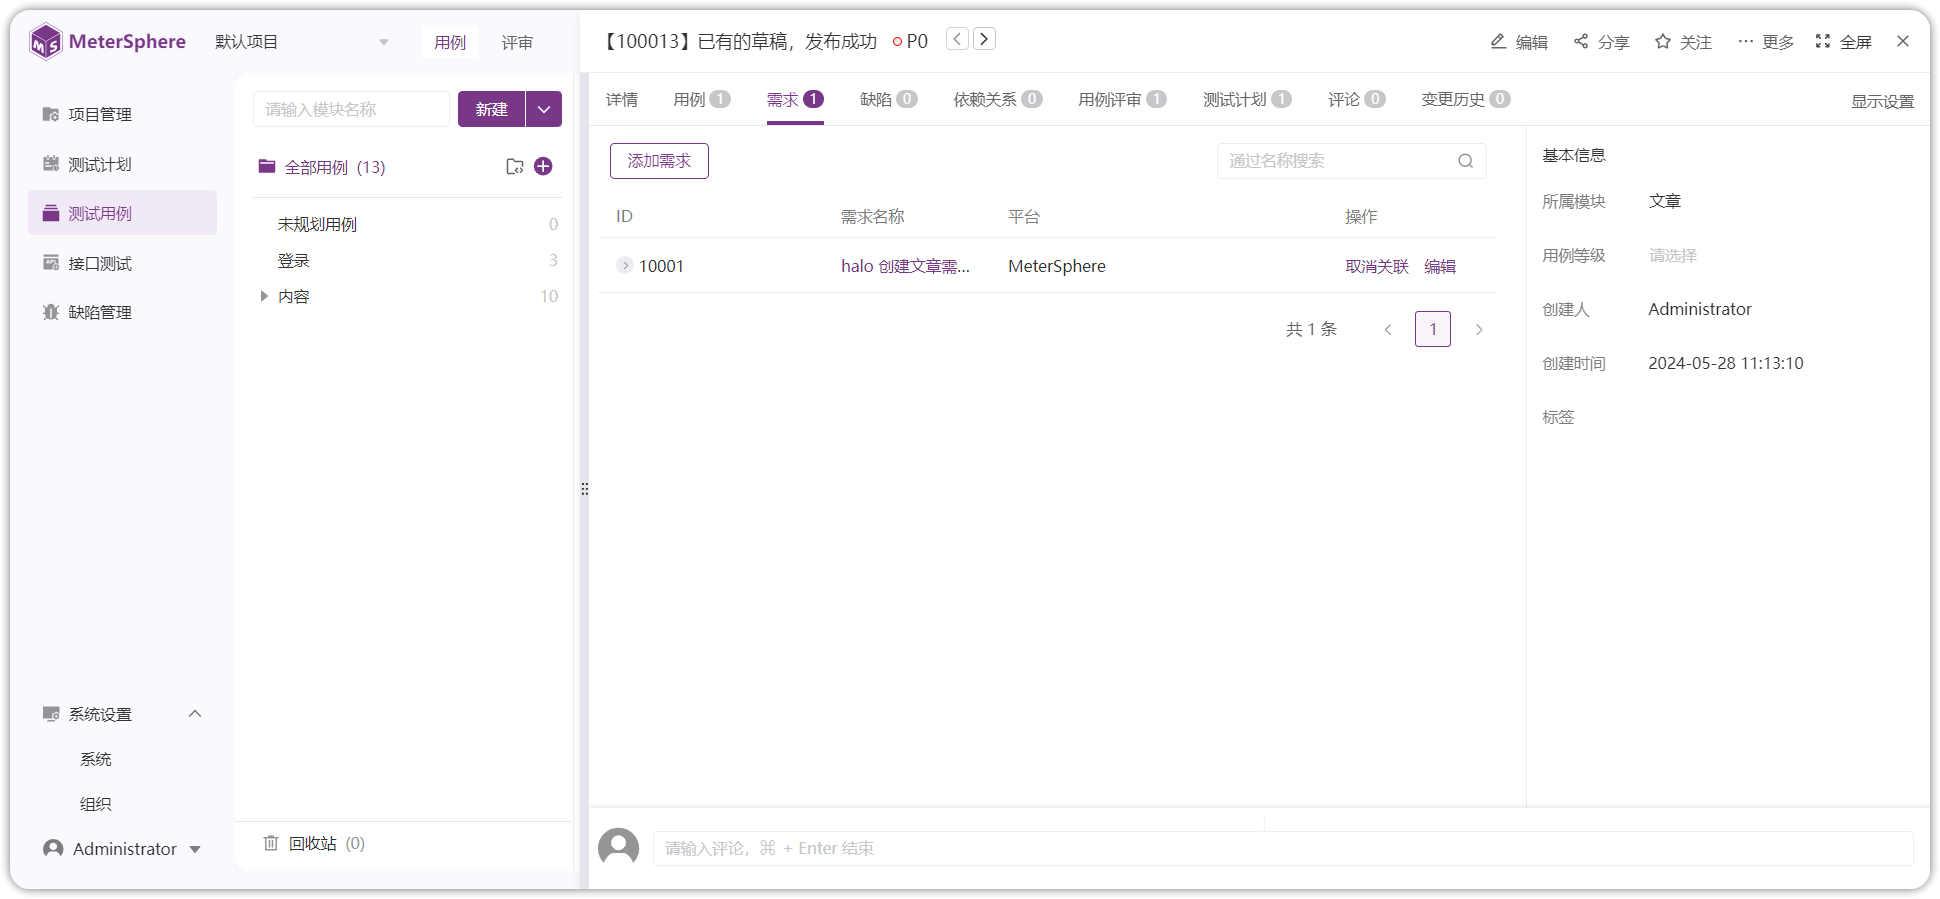 MeterSphere
默认项目
用例
评审
项目管理
测试计划
测试用例
接口测试
缺陷管理
系统设置
系统
组织
Administrator
请输入模块名称
新建
全部用例 (13)
未规划用例 0
登录 3
内容 10
回收站 (0)
【100013】已有的草稿，发布成功 P0
编辑 分享 关注 更多 全屏
详情 用例 1 需求 1 缺陷 0 依赖关系 0 用例评审 1 测试计划 1 评论 0 变更历史 0 显示设置
添加需求
通过名称搜索
ID 需求名称 平台 操作
10001 halo 创建文章需... MeterSphere 取消关联 编辑
共 1 条 1
基本信息
所属模块 文章
用例等级 请选择
创建人 Administrator
创建时间 2024-05-28 11:13:10
标签
请输入评论，⌘ + Enter 结束